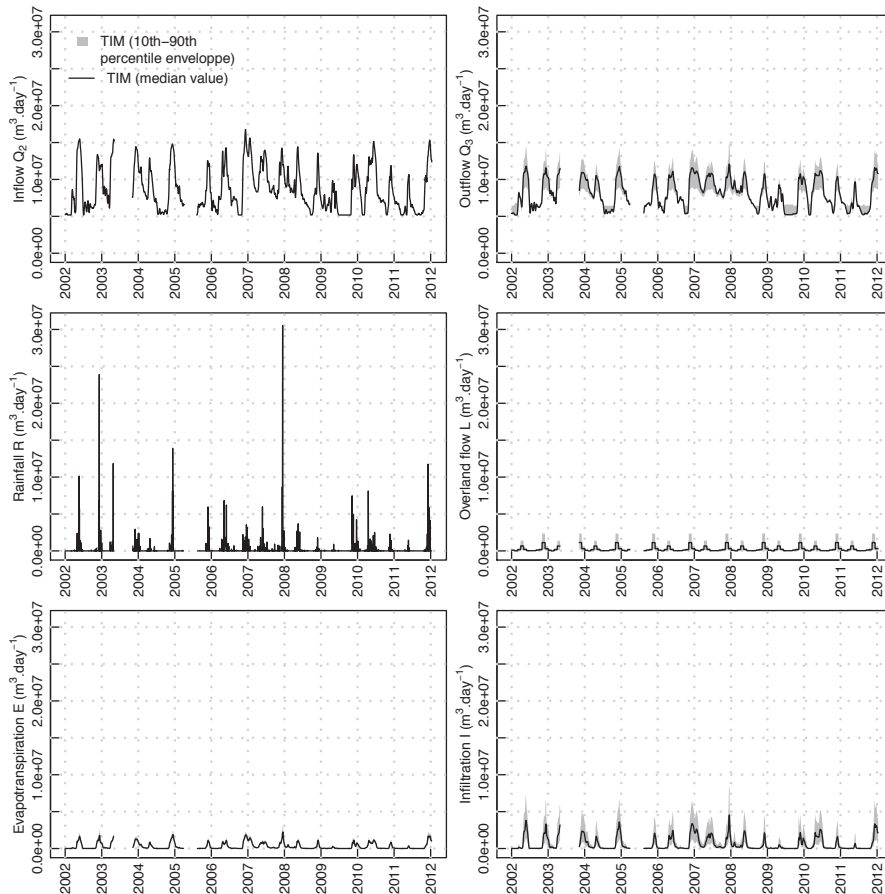 TIM (10th–90th
percentile enveloppe)
TIM (median value)
Inflow Q2 (m3.day−1)
0.0e+00 1.0e+07 2.0e+07 3.0e+07
2002 2003 2004 2005 2006 2007 2008 2009 2010 2011 2012
Outflow Q3 (m3.day−1)
0.0e+00 1.0e+07 2.0e+07 3.0e+07
2002 2003 2004 2005 2006 2007 2008 2009 2010 2011 2012
Rainfall R (m3.day−1)
0.0e+00 1.0e+07 2.0e+07 3.0e+07
2002 2003 2004 2005 2006 2007 2008 2009 2010 2011 2012
Overland flow L (m3.day−1)
0.0e+00 1.0e+07 2.0e+07 3.0e+07
2002 2003 2004 2005 2006 2007 2008 2009 2010 2011 2012
Evapotranspiration E (m3.day−1)
0.0e+00 1.0e+07 2.0e+07 3.0e+07
2002 2003 2004 2005 2006 2007 2008 2009 2010 2011 2012
Infiltration I (m3.day−1)
0.0e+00 1.0e+07 2.0e+07 3.0e+07
2002 2003 2004 2005 2006 2007 2008 2009 2010 2011 2012